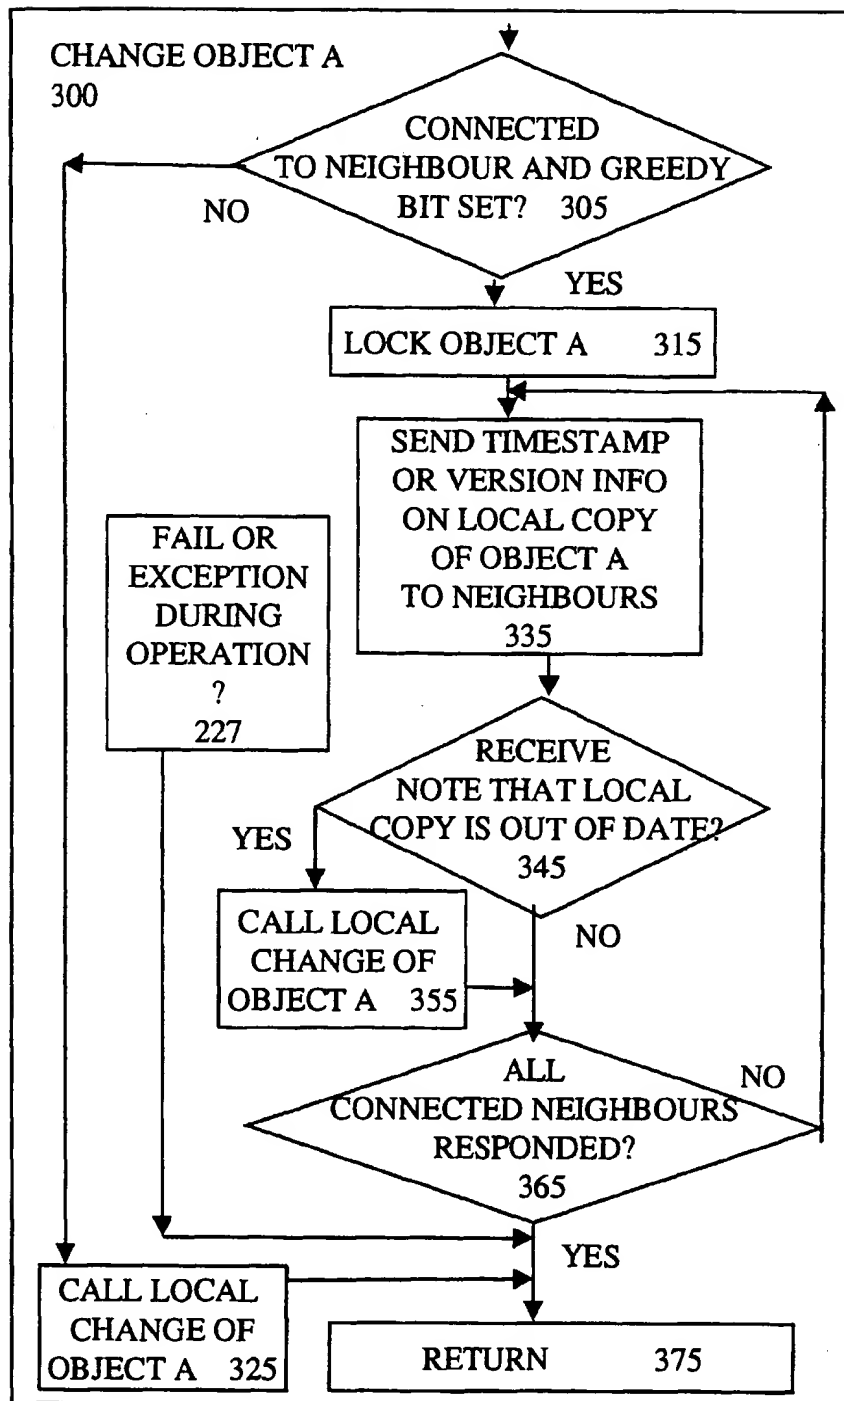 CHANGE OBJECT A
300
CONNECTED
TO NEIGHBOUR AND GREEDY
BIT SET? 305
NO
YES
LOCK OBJECT A 315
SEND TIMESTAMP
OR VERSION INFO
ON LOCAL COPY
OF OBJECT A
TO NEIGHBOURS
335
FAIL OR
EXCEPTION
DURING
OPERATION
?
227
RECEIVE
NOTE THAT LOCAL
COPY IS OUT OF DATE?
345
YES
NO
CALL LOCAL
CHANGE OF
OBJECT A 355
ALL
CONNECTED NEIGHBOURS
RESPONDED?
365
NO
YES
CALL LOCAL
CHANGE OF
OBJECT A 325
RETURN 375